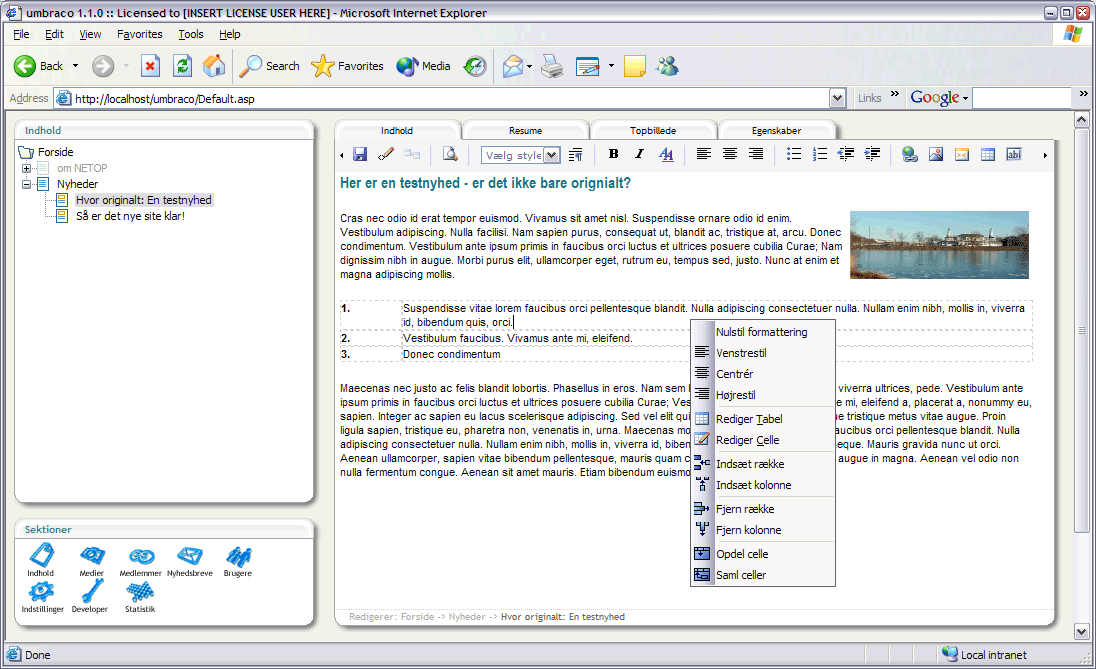 umbraco 1.1.0 :: Licensed to [INSERT LICENSE USER HERE] - Microsoft Internet Explorer
File Edit View Favorites Tools Help
Back Search Favorites Media
Address http://localhost/umbraco/Default.asp Links » Google »
Indhold
Forside
om NETOP
Nyheder
Hvor originalt: En testnyhed
Så er det nye site klar!
Sektioner
Indhold Medier Medlemmer Nyhedsbreve Brugere
Indstillinger Developer Statistik
Indhold Resume Topbillede Egenskaber
Vælg style B I AA ab
Her er en testnyhed - er det ikke bare orignialt?
Cras nec odio id erat tempor euismod. Vivamus sit amet nisl. Suspendisse ornare odio id enim.
Vestibulum adipiscing. Nulla facilisi. Nam sapien purus, consequat ut, blandit ac, tristique at, arcu. Donec
condimentum. Vestibulum ante ipsum primis in faucibus orci luctus et ultrices posuere cubilia Curae; Nam
dignissim nibh in augue. Morbi purus elit, ullamcorper eget, rutrum eu, tempus sed, justo. Nunc at enim et
magna adipiscing mollis.
1. Suspendisse vitae lorem faucibus orci pellentesque blandit. Nulla adipiscing consectetuer nulla. Nullam enim nibh, mollis in, viverra
id, bibendum quis, orci.
2. Vestibulum faucibus. Vivamus ante mi, eleifend.
3. Donec condimentum
Maecenas nec justo ac felis blandit lobortis. Phasellus in eros. Nam sem viverra ultrices, pede. Vestibulum ante
ipsum primis in faucibus orci luctus et ultrices posuere cubilia Curae; Ves mi, eleifend a, placerat a, nonummy eu,
sapien. Integer ac sapien eu lacus scelerisque adipiscing. Sed vel elit qui tristique metus vitae augue. Proin
ligula sapien, tristique eu, pharetra non, venenatis in, urna. Maecenas mo aucibus orci pellentesque blandit. Nulla
adipiscing consectetuer nulla. Nullam enim nibh, mollis in, viverra id, biben eque. Mauris gravida nunc ut orci.
Aenean ullamcorper, sapien vitae bibendum pellentesque, mauris quam c augue in magna. Aenean vel odio non
nulla fermentum congue. Aenean sit amet mauris. Etiam bibendum euismo
Nulstil formattering
Venstrestil
Centrér
Højrestil
Rediger Tabel
Rediger Celle
Indsæt række
Indsæt kolonne
Fjern række
Fjern kolonne
Opdel celle
Saml celler
Redigerer: Forside -> Nyheder -> Hvor originalt: En testnyhed
Done Local intranet